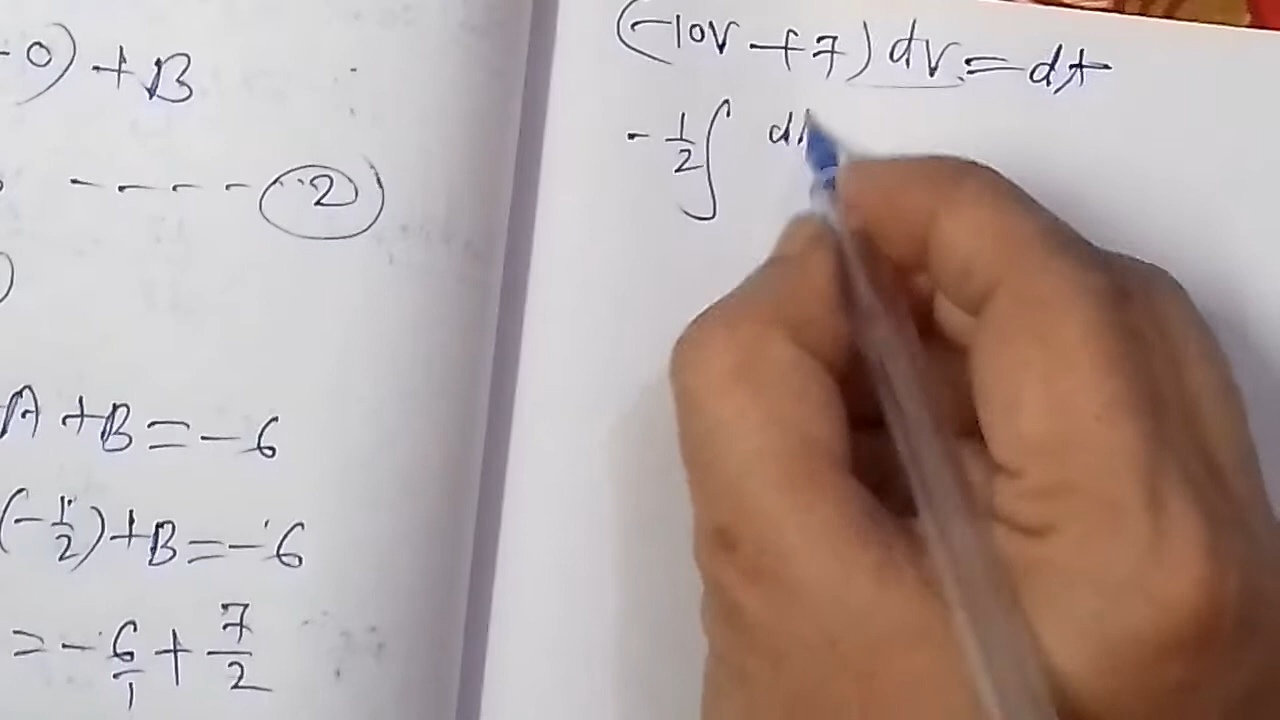 -0) + B
---- 2)
)
A + B = -6
(-1/2) + B = -6
= -6/1 + 7/2
(-10v + 7) dv = dt
-1/2 ∫ d